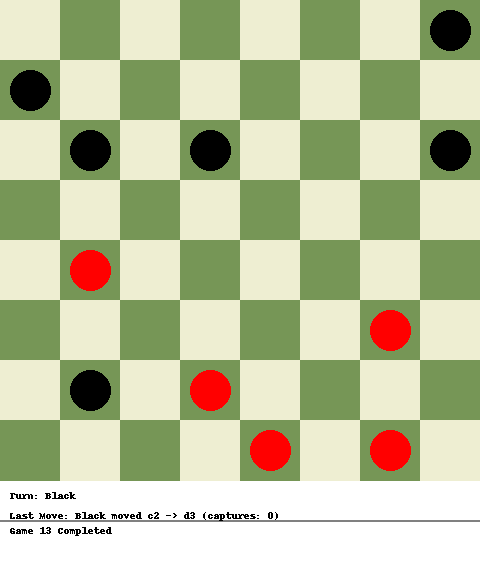 Turn: Black
Last Move: Black moved c2 -> d3 (captures: 0)
Game 13 Completed